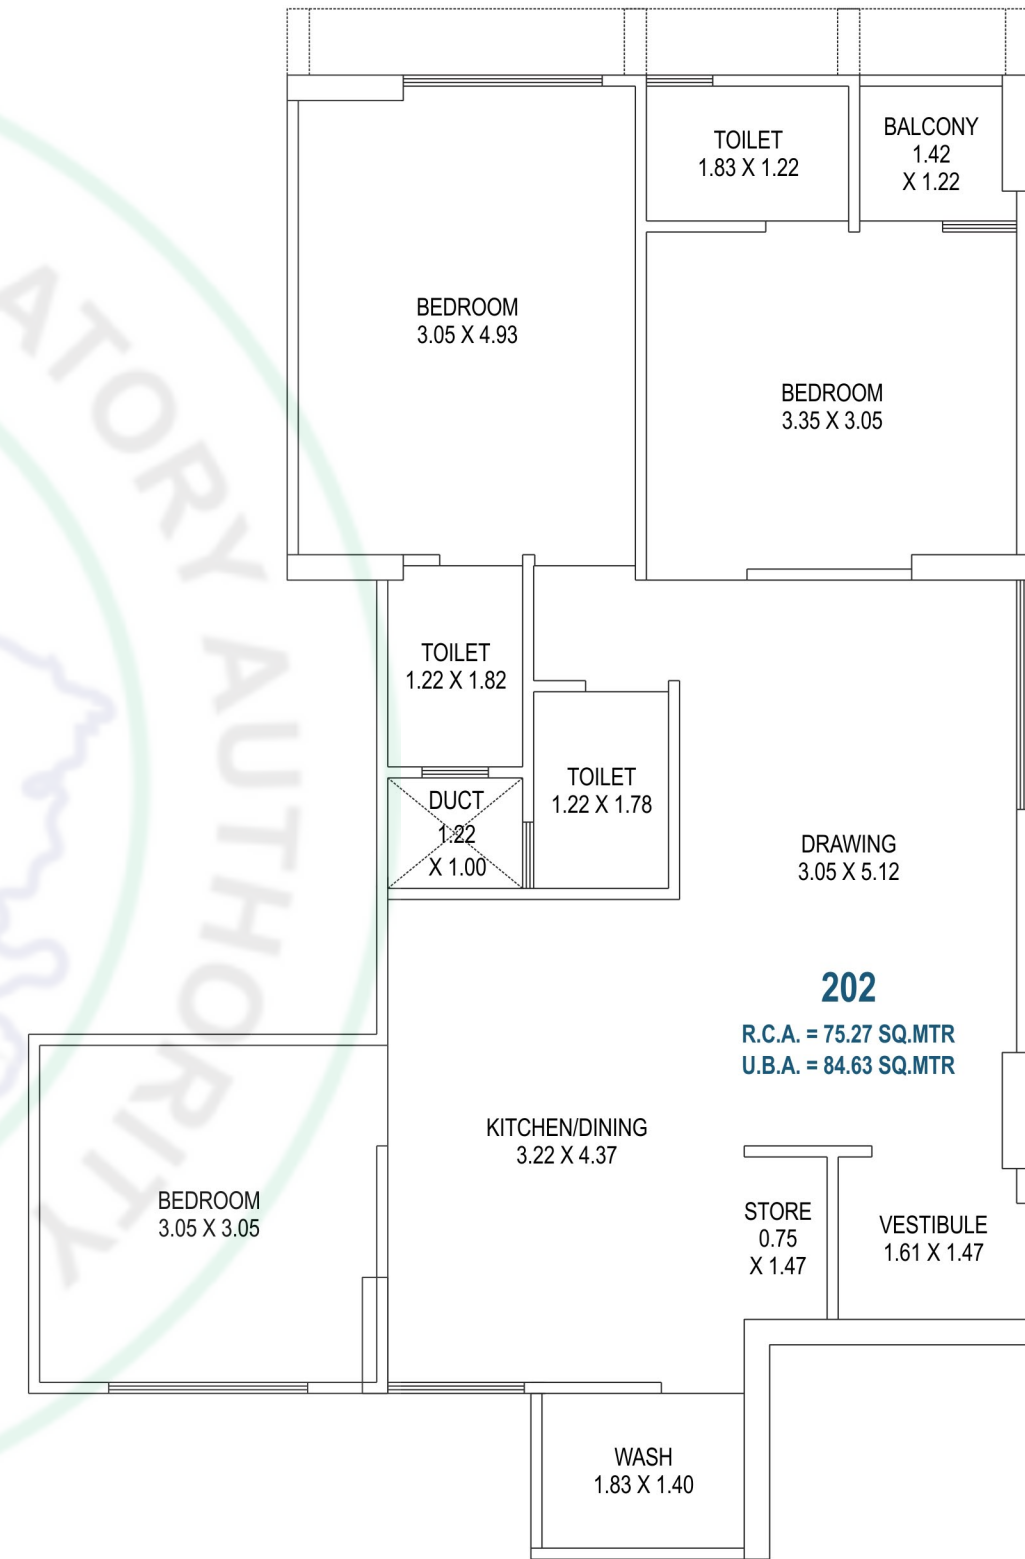 TOILET
1.83 X 1.22
BALCONY
1.42
X 1.22
BEDROOM
3.05 X 4.93
BEDROOM
3.35 X 3.05
TOILET
1.22 X 1.82
TOILET
1.22 X 1.78
DUCT
1.22
X 1.00
DRAWING
3.05 X 5.12
202
R.C.A. = 75.27 SQ.MTR
U.B.A. = 84.63 SQ.MTR
KITCHEN/DINING
3.22 X 4.37
BEDROOM
3.05 X 3.05
STORE
0.75
X 1.47
VESTIBULE
1.61 X 1.47
WASH
1.83 X 1.40
ATORY AUTHORITY